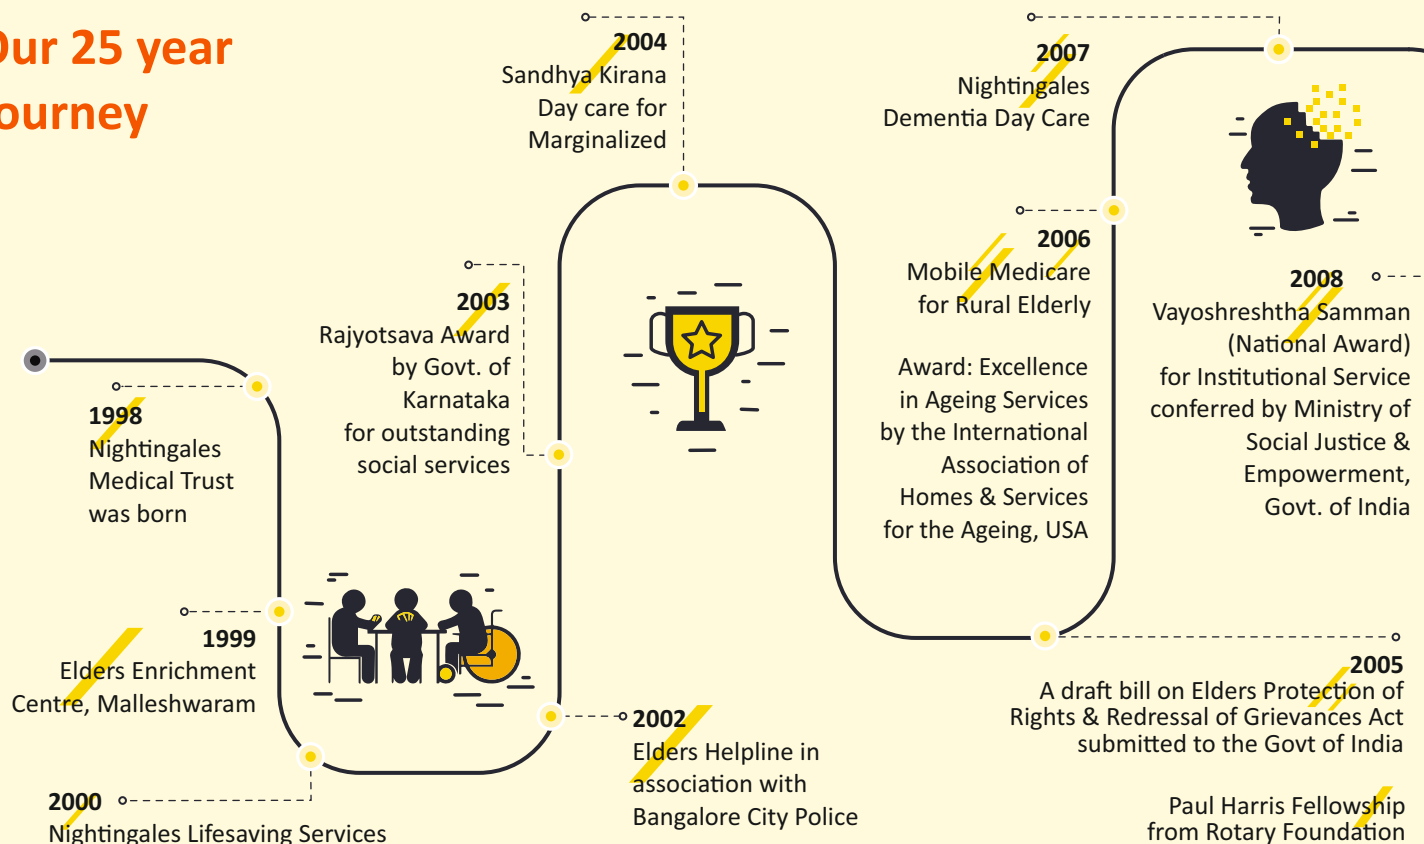 Our 25 year
ourney
1998
Nightingales
Medical Trust
was born
1999
Elders Enrichment
Centre, Malleshwaram
2000
Nightingales Lifesaving Services
2002
Elders Helpline in
association with
Bangalore City Police
2003
Rajyotsava Award
by Govt. of
Karnataka
for outstanding
social services
2004
Sandhya Kirana
Day care for
Marginalized
2005
A draft bill on Elders Protection of
Rights & Redressal of Grievances Act
submitted to the Govt of India
Paul Harris Fellowship
from Rotary Foundation
2006
Mobile Medicare
for Rural Elderly
Award: Excellence
in Ageing Services
by the International
Association of
Homes & Services
for the Ageing, USA
2007
Nightingales
Dementia Day Care
2008
Vayoshreshtha Samman
(National Award)
for Institutional Service
conferred by Ministry of
Social Justice &
Empowerment,
Govt. of India